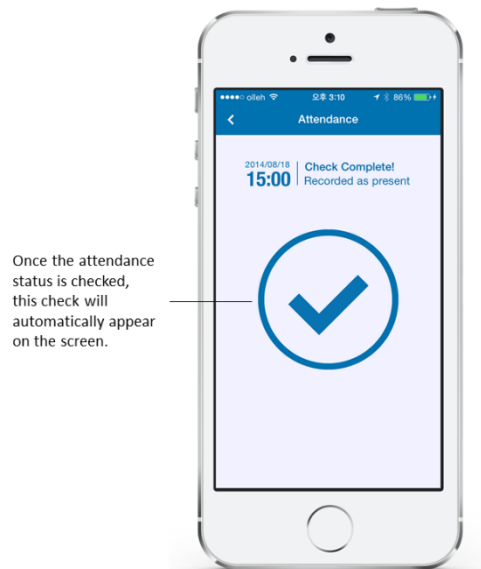 olleh 오후 3:10 86%
Attendance
2014/08/18
15:00
Check Complete!
Recorded as present
Once the attendance
status is checked,
this check will
automatically appear
on the screen.